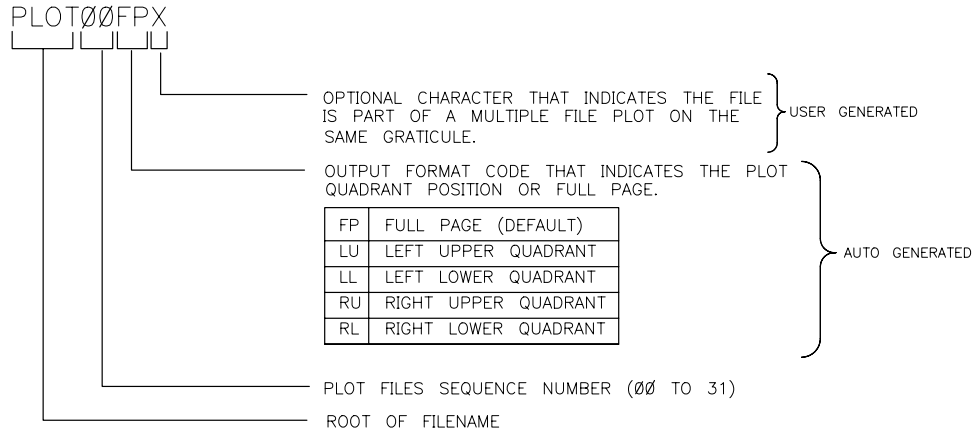 PLOTØØFPX
OPTIONAL CHARACTER THAT INDICATES THE FILE
IS PART OF A MULTIPLE FILE PLOT ON THE
SAME GRATICULE.
USER GENERATED
OUTPUT FORMAT CODE THAT INDICATES THE PLOT
QUADRANT POSITION OR FULL PAGE.
FP FULL PAGE (DEFAULT)
LU LEFT UPPER QUADRANT
LL LEFT LOWER QUADRANT
RU RIGHT UPPER QUADRANT
RL RIGHT LOWER QUADRANT
AUTO GENERATED
PLOT FILES SEQUENCE NUMBER (ØØ TO 31)
ROOT OF FILENAME